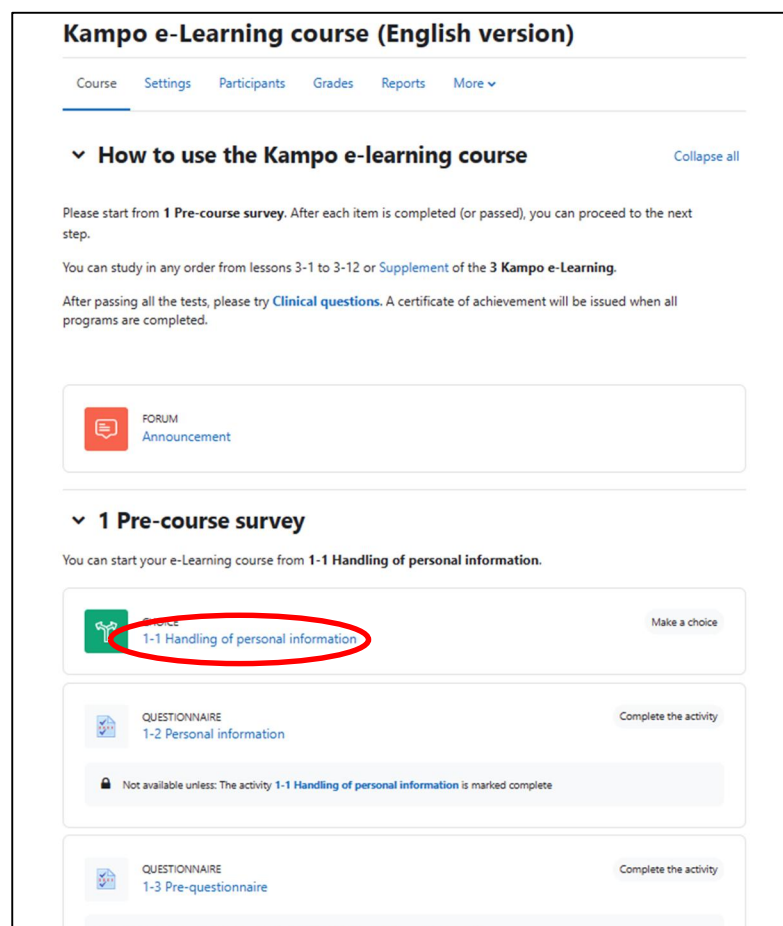 Kampo e-Learning course (English version)
Course Settings Participants Grades Reports More
How to use the Kampo e-learning course
Collapse all
Please start from 1 Pre-course survey. After each item is completed (or passed), you can proceed to the next
step.
You can study in any order from lessons 3-1 to 3-12 or Supplement of the 3 Kampo e-Learning.
After passing all the tests, please try Clinical questions. A certificate of achievement will be issued when all
programs are completed.
FORUM
Announcement
1 Pre-course survey
You can start your e-Learning course from 1-1 Handling of personal information.
CHOICE
Make a choice
1-1 Handling of personal information
QUESTIONNAIRE
Complete the activity
1-2 Personal information
Not available unless: The activity 1-1 Handling of personal information is marked complete
QUESTIONNAIRE
Complete the activity
1-3 Pre-questionnaire